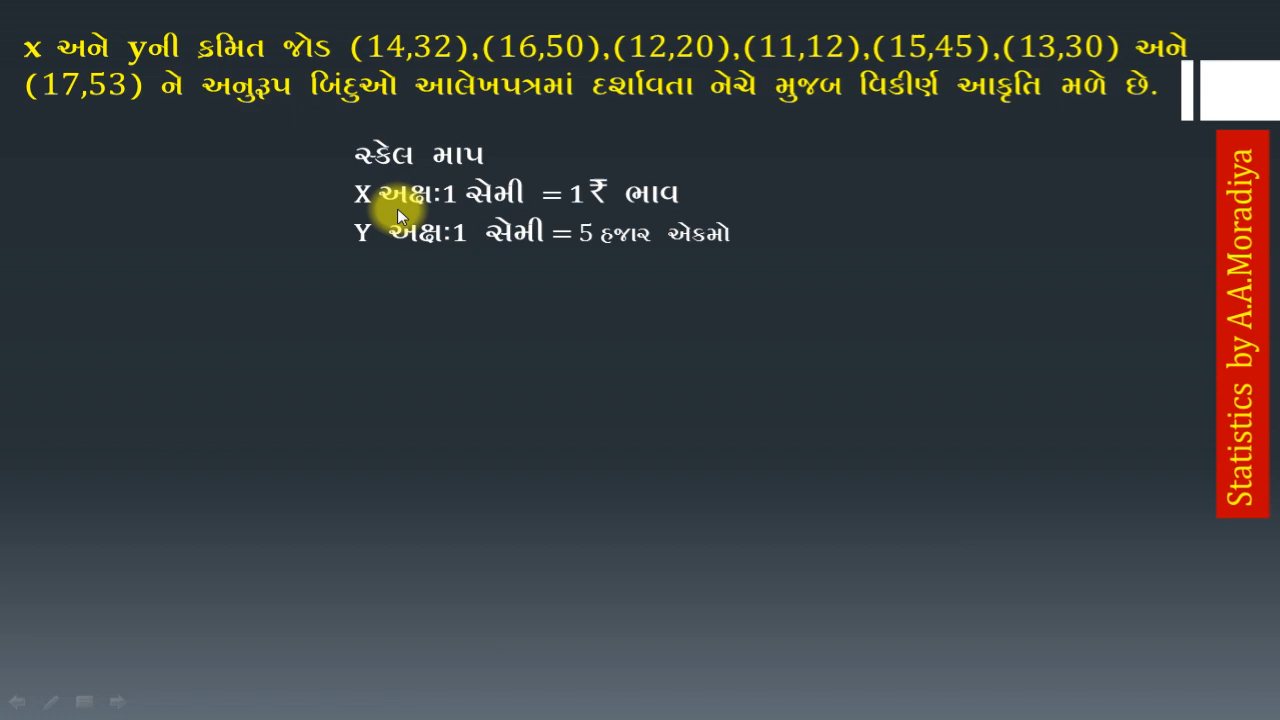 x અને yની ક્રમિત જોડ (14,32),(16,50),(12,20),(11,12),(15,45),(13,30) અને
(17,53) ને અનુરૂપ બિંદુઓ આલેખપત્રમાં દર્શાવતા નેચે મુજબ વિકીર્ણ આકૃતિ મળે છે.
સ્કેલ માપ
X અક્ષ:1 સેમી = 1 ₹ ભાવ
Y અક્ષ:1 સેમી = 5 હજાર એકમો
Statistics by A.A.Moradiya